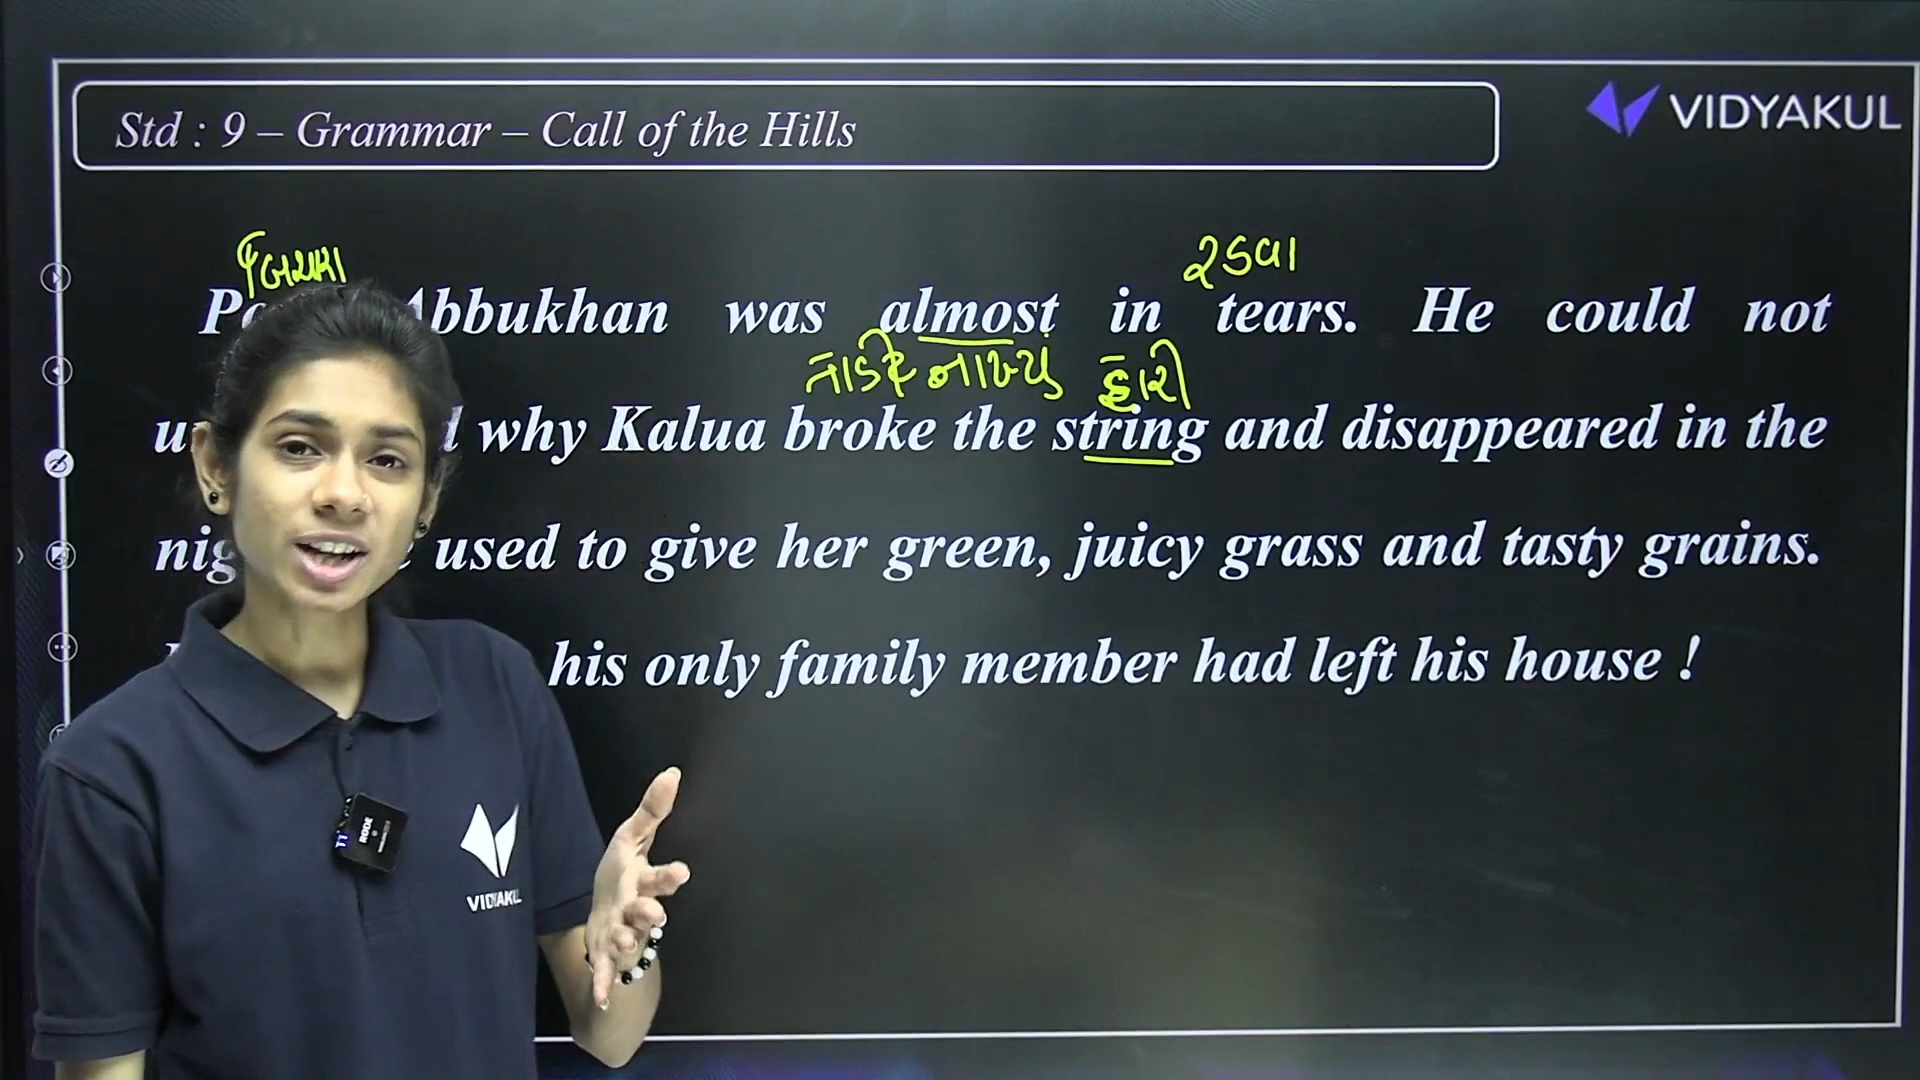 Std : 9 – Grammar – Call of the Hills
VIDYAKUL
રડવા
Abbukhan was almost in tears. He could not
નાખ્યુ
why Kalua broke the string and disappeared in the
used to give her green, juicy grass and tasty grains.
his only family member had left his house !
RODE
VIDYAKUL